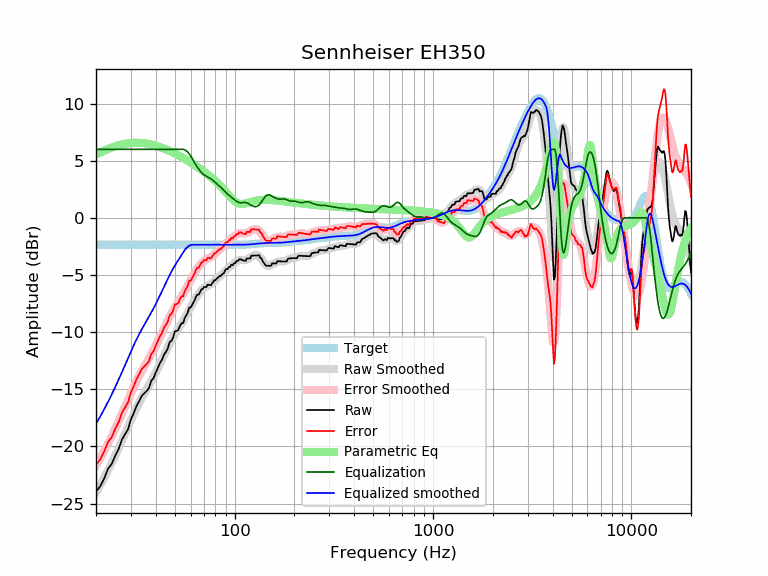 Sennheiser EH350
Amplitude (dBr)
10
5
0
−5
−10
−15
−20
−25
Target
Raw Smoothed
Error Smoothed
Raw
Error
Parametric Eq
Equalization
Equalized smoothed
100 1000 10000
Frequency (Hz)